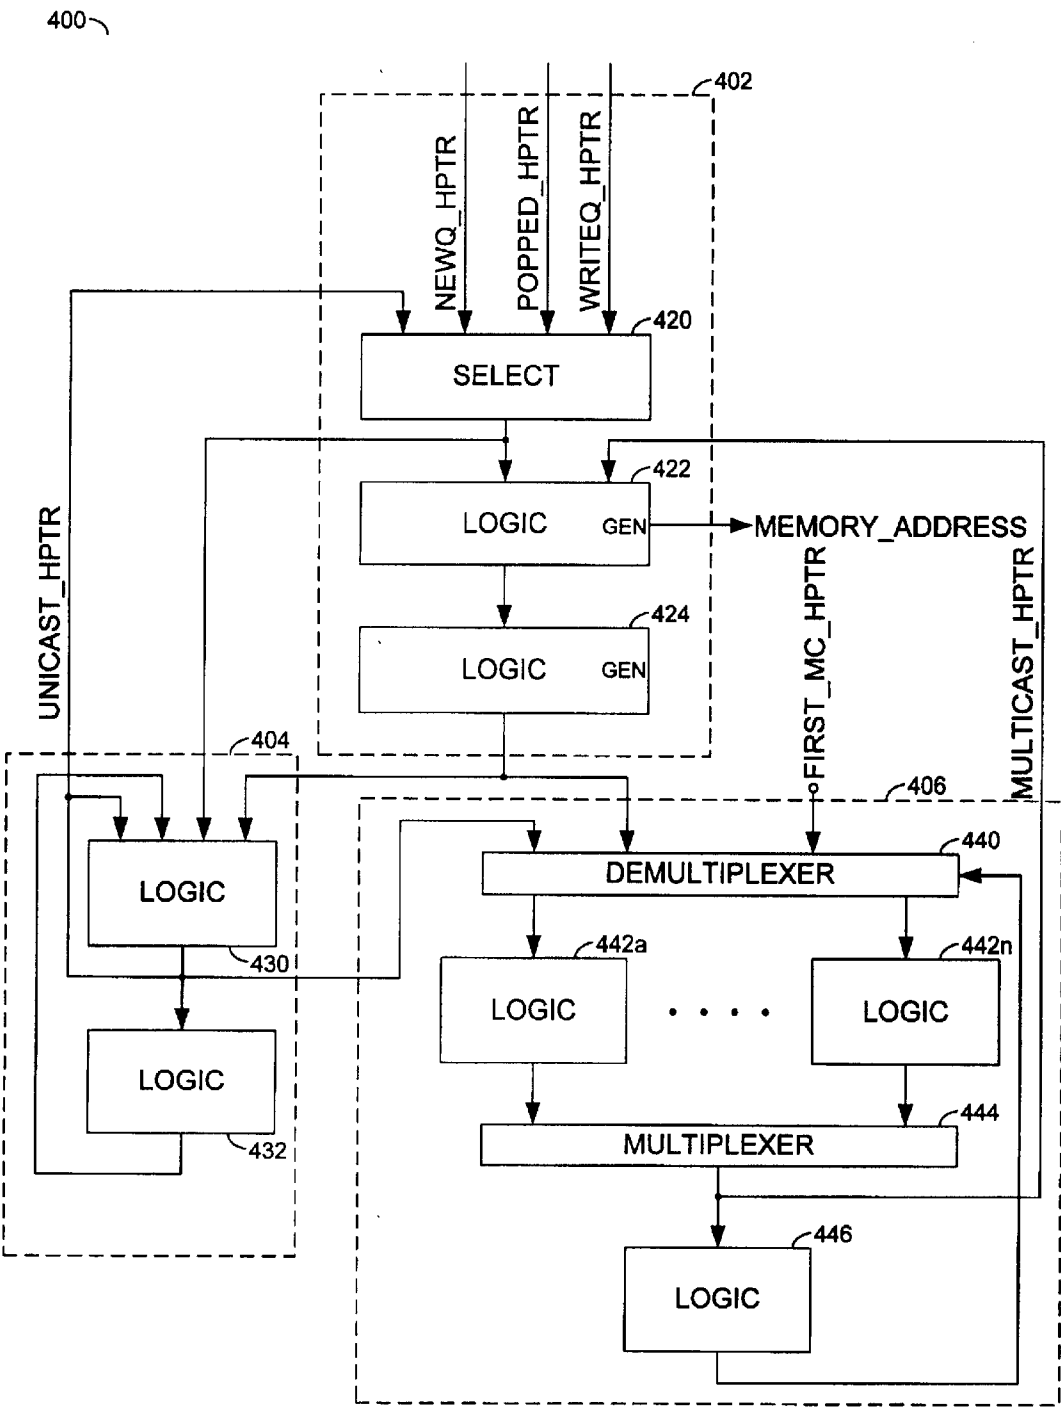 400
402
NEWQ_HPTR
POPPED_HPTR
WRITEQ_HPTR
420
SELECT
422
LOGIC GEN
MEMORY_ADDRESS
424
LOGIC GEN
UNICAST_HPTR
FIRST_MC_HPTR
MULTICAST_HPTR
404
406
LOGIC
430
440
DEMULTIPLEXER
442a
LOGIC
. . . .
442n
LOGIC
LOGIC
432
444
MULTIPLEXER
446
LOGIC